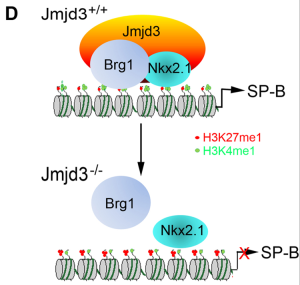 D
Jmjd3+/+
Jmjd3
Brg1
Nkx2.1
SP-B
H3K27me1
H3K4me1
Jmjd3-/-
Brg1
Nkx2.1
SP-B